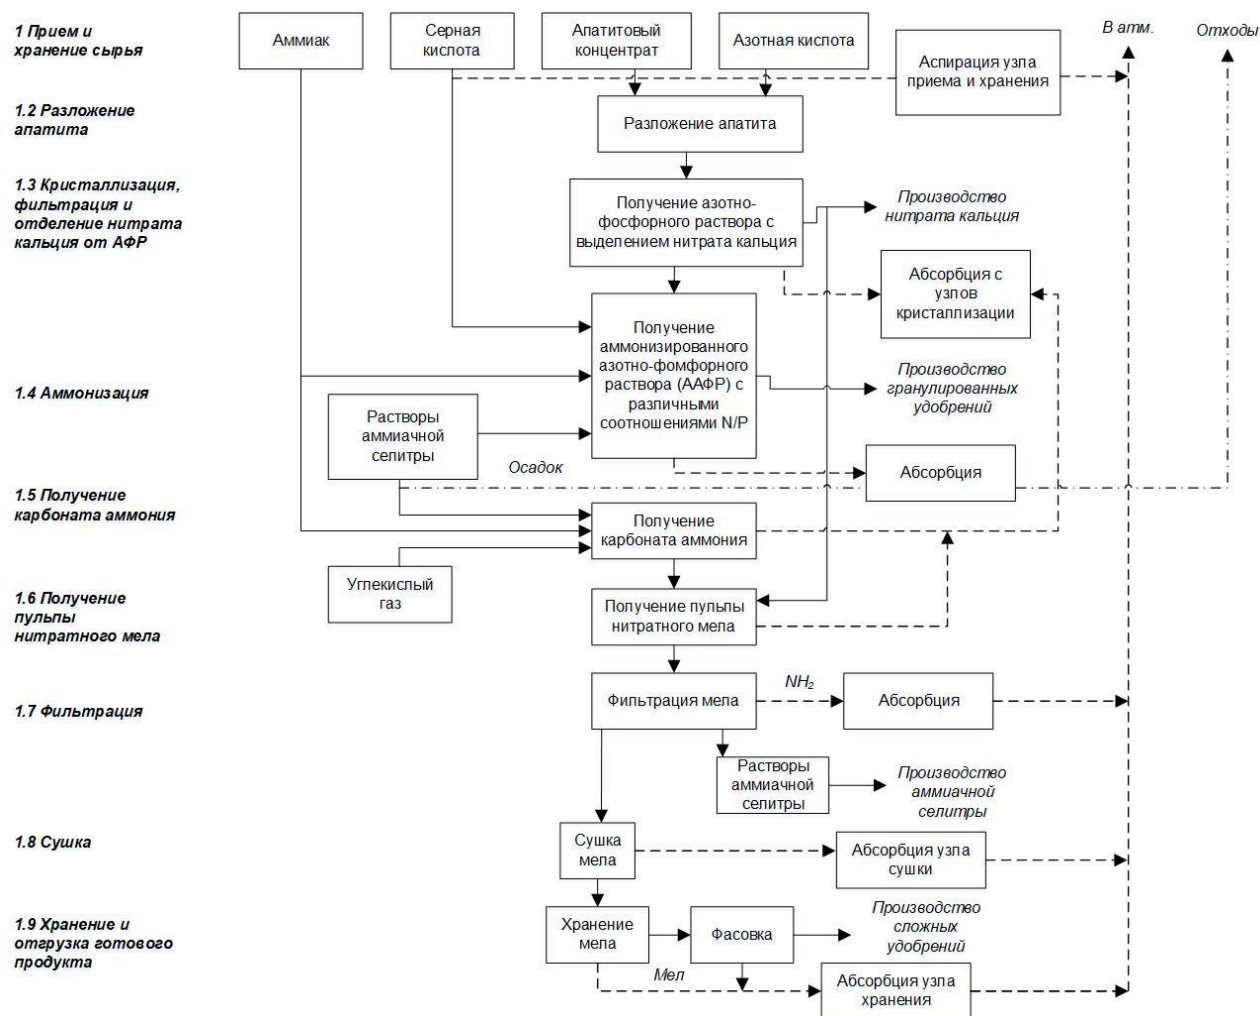 1 Прием и
хранение сырья
Аммиак
Серная
кислота
Апатитовый
концентрат
Азотная кислота
Аспирация узла
приема и хранения
В атм.
Отходы
1.2 Разложение
апатита
Разложение апатита
1.3 Кристаллизация,
фильтрация и
отделение нитрата
кальция от АФР
Получение азотно-
фосфорного раствора с
выделением нитрата кальция
Производство
нитрата кальция
Абсорбция с
узлов
кристаллизации
1.4 Аммонизация
Получение
аммонизированного
азотно-фомфорного
раствора (ААФР) с
различными
соотношениями N/P
Производство
гранулированных
удобрений
Растворы
аммиачной
селитры
Осадок
Абсорбция
1.5 Получение
карбоната аммония
Получение
карбоната аммония
Углекислый
газ
1.6 Получение
пульпы
нитратного мела
Получение пульпы
нитратного мела
1.7 Фильтрация
Фильтрация мела
NH₂
Абсорбция
Растворы
аммиачной
селитры
Производство
аммиачной
селитры
1.8 Сушка
Сушка
мела
Абсорбция узла
сушки
1.9 Хранение и
отгрузка готового
продукта
Хранение
мела
Фасовка
Производство
сложных
удобрений
Мел
Абсорбция узла
хранения